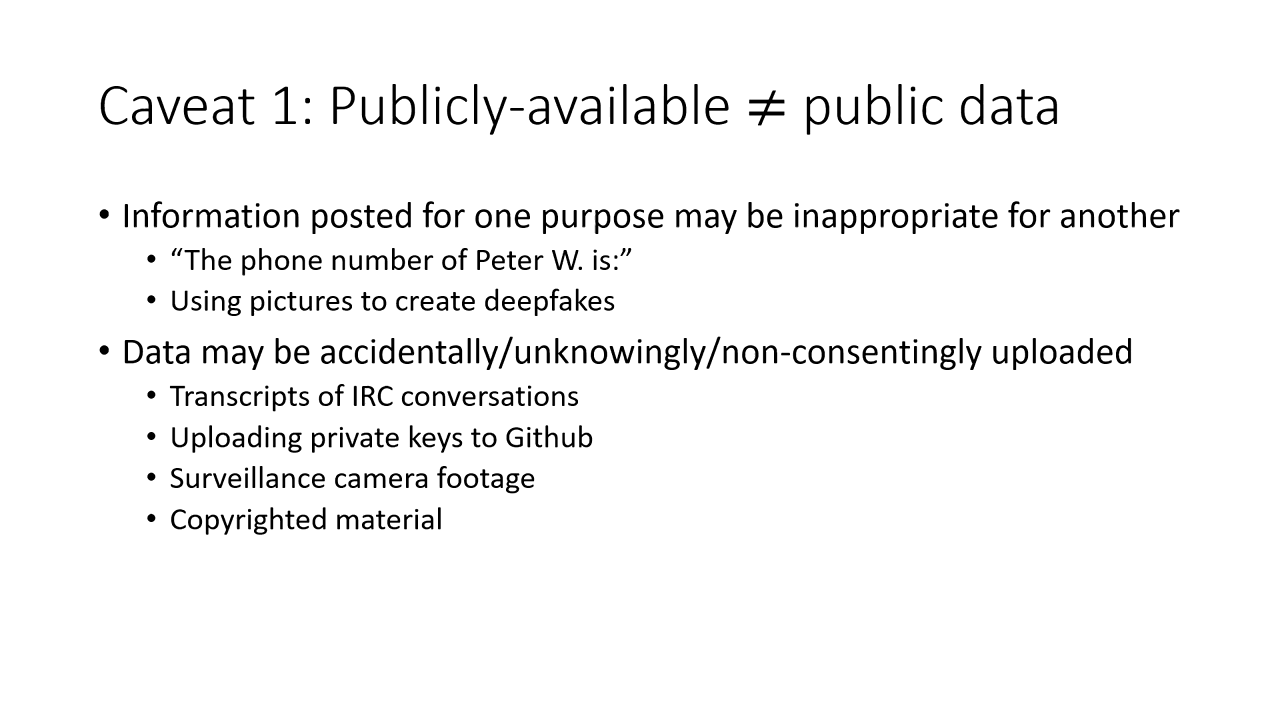 Caveat 1: Publicly-available ≠ public data
• Information posted for one purpose may be inappropriate for another
• “The phone number of Peter W. is:”
• Using pictures to create deepfakes
• Data may be accidentally/unknowingly/non-consentingly uploaded
• Transcripts of IRC conversations
• Uploading private keys to Github
• Surveillance camera footage
• Copyrighted material